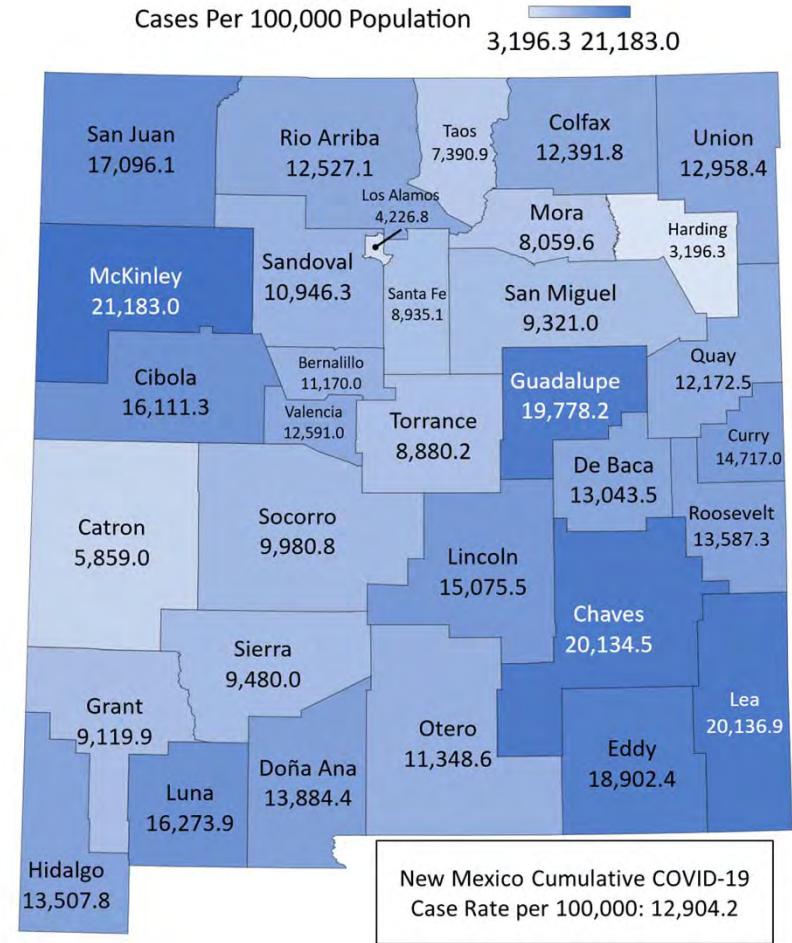 Cases Per 100,000 Population
3,196.3 21,183.0
San Juan
17,096.1
Rio Arriba
12,527.1
Taos
7,390.9
Colfax
12,391.8
Union
12,958.4
Los Alamos
4,226.8
Mora
8,059.6
Harding
3,196.3
McKinley
21,183.0
Sandoval
10,946.3
Santa Fe
8,935.1
San Miguel
9,321.0
Cibola
16,111.3
Bernalillo
11,170.0
Valencia
12,591.0
Torrance
8,880.2
Guadalupe
19,778.2
Quay
12,172.5
Curry
14,717.0
De Baca
13,043.5
Roosevelt
13,587.3
Catron
5,859.0
Socorro
9,980.8
Lincoln
15,075.5
Chaves
20,134.5
Sierra
9,480.0
Lea
20,136.9
Grant
9,119.9
Otero
11,348.6
Eddy
18,902.4
Doña Ana
13,884.4
Luna
16,273.9
Hidalgo
13,507.8
New Mexico Cumulative COVID-19
Case Rate per 100,000: 12,904.2